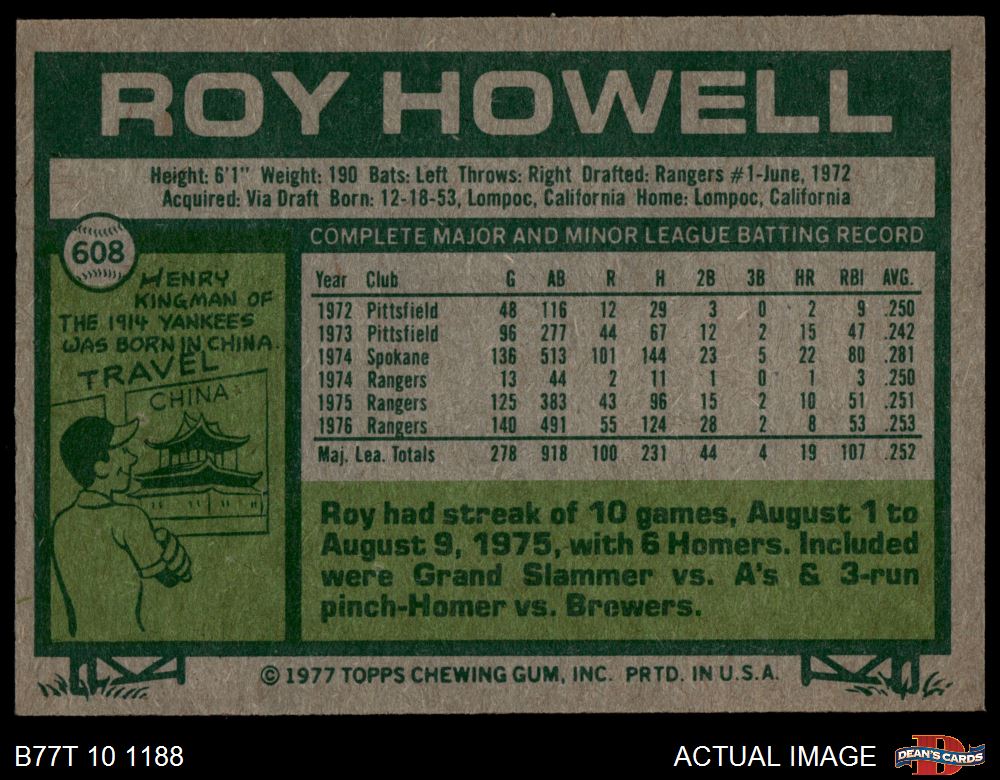 ROY HOWELL
Height: 6'1" Weight: 190 Bats: Left Throws: Right Drafted: Rangers #1-June, 1972
Acquired: Via Draft Born: 12-18-53, Lompoc, California Home: Lompoc, California
608
HENRY
KINGMAN OF
THE 1914 YANKEES
WAS BORN IN CHINA.
TRAVEL
CHINA
COMPLETE MAJOR AND MINOR LEAGUE BATTING RECORD
Year Club G AB R H 2B 3B HR RBI AVG.
1972 Pittsfield 48 116 12 29 3 0 2 9 .250
1973 Pittsfield 96 277 44 67 12 2 15 47 .242
1974 Spokane 136 513 101 144 23 5 22 80 .281
1974 Rangers 13 44 2 11 1 0 1 3 .250
1975 Rangers 125 383 43 96 15 2 10 51 .251
1976 Rangers 140 491 55 124 28 2 8 53 .253
Maj. Lea. Totals 278 918 100 231 44 4 19 107 .252
Roy had streak of 10 games, August 1 to
August 9, 1975, with 6 Homers. Included
were Grand Slammer vs. A's & 3-run
pinch-Homer vs. Brewers.
© 1977 TOPPS CHEWING GUM, INC. PRTD. IN U.S.A.
B77T 10 1188
ACTUAL IMAGE
D
DEAN'S CARDS